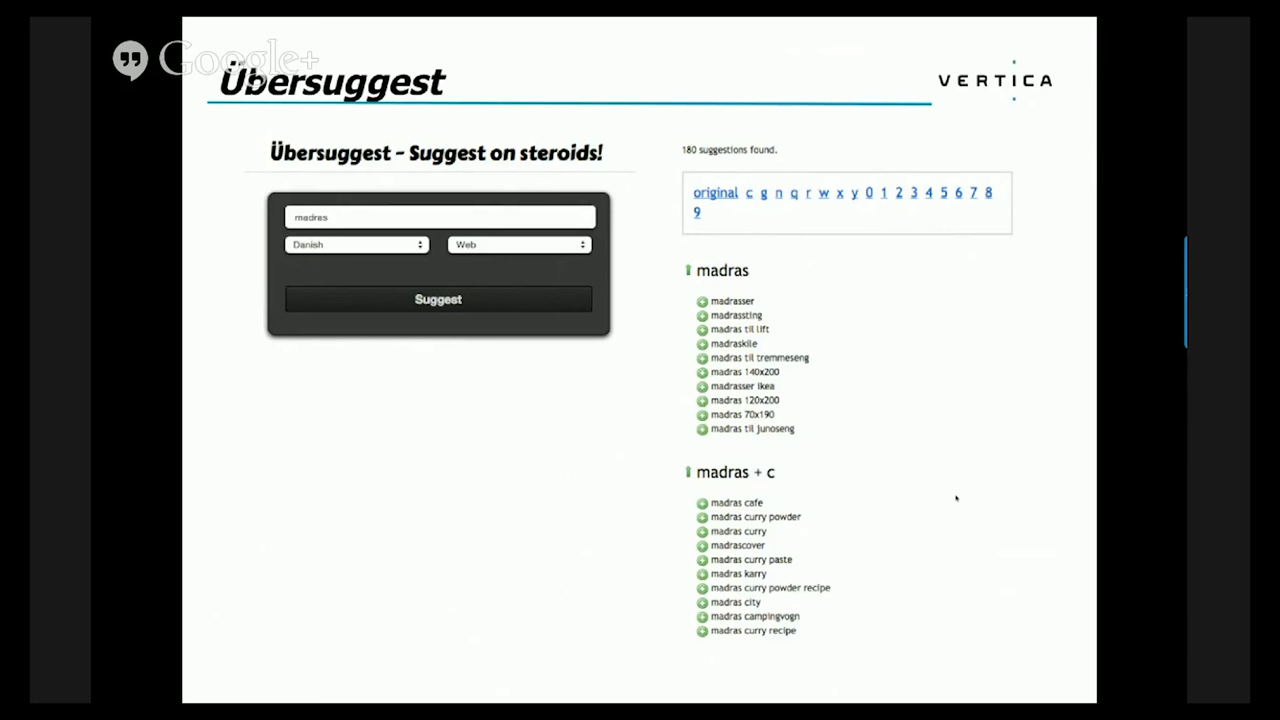 Google+
Übersuggest
VERTICA
Übersuggest - Suggest on steroids!
madras
Danish
Web
Suggest
180 suggestions found.
original c g n q r w x y 0 1 2 3 4 5 6 7 8
9
madras
madrasser
madrassting
madras til lift
madraskile
madras til tremmeseng
madras 140x200
madrasser ikea
madras 120x200
madras 70x190
madras til junoseng
madras + c
madras cafe
madras curry powder
madras curry
madrascover
madras curry paste
madras karry
madras curry powder recipe
madras city
madras campingvogn
madras curry recipe